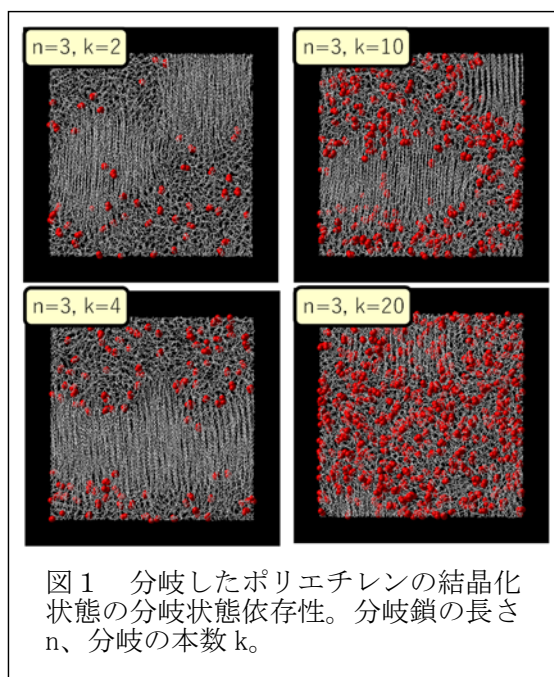 n=3, k=2
n=3, k=10
n=3, k=4
n=3, k=20
図1 分岐したポリエチレンの結晶化
状態の分岐状態依存性。分岐鎖の長さ
n、分岐の本数 k。